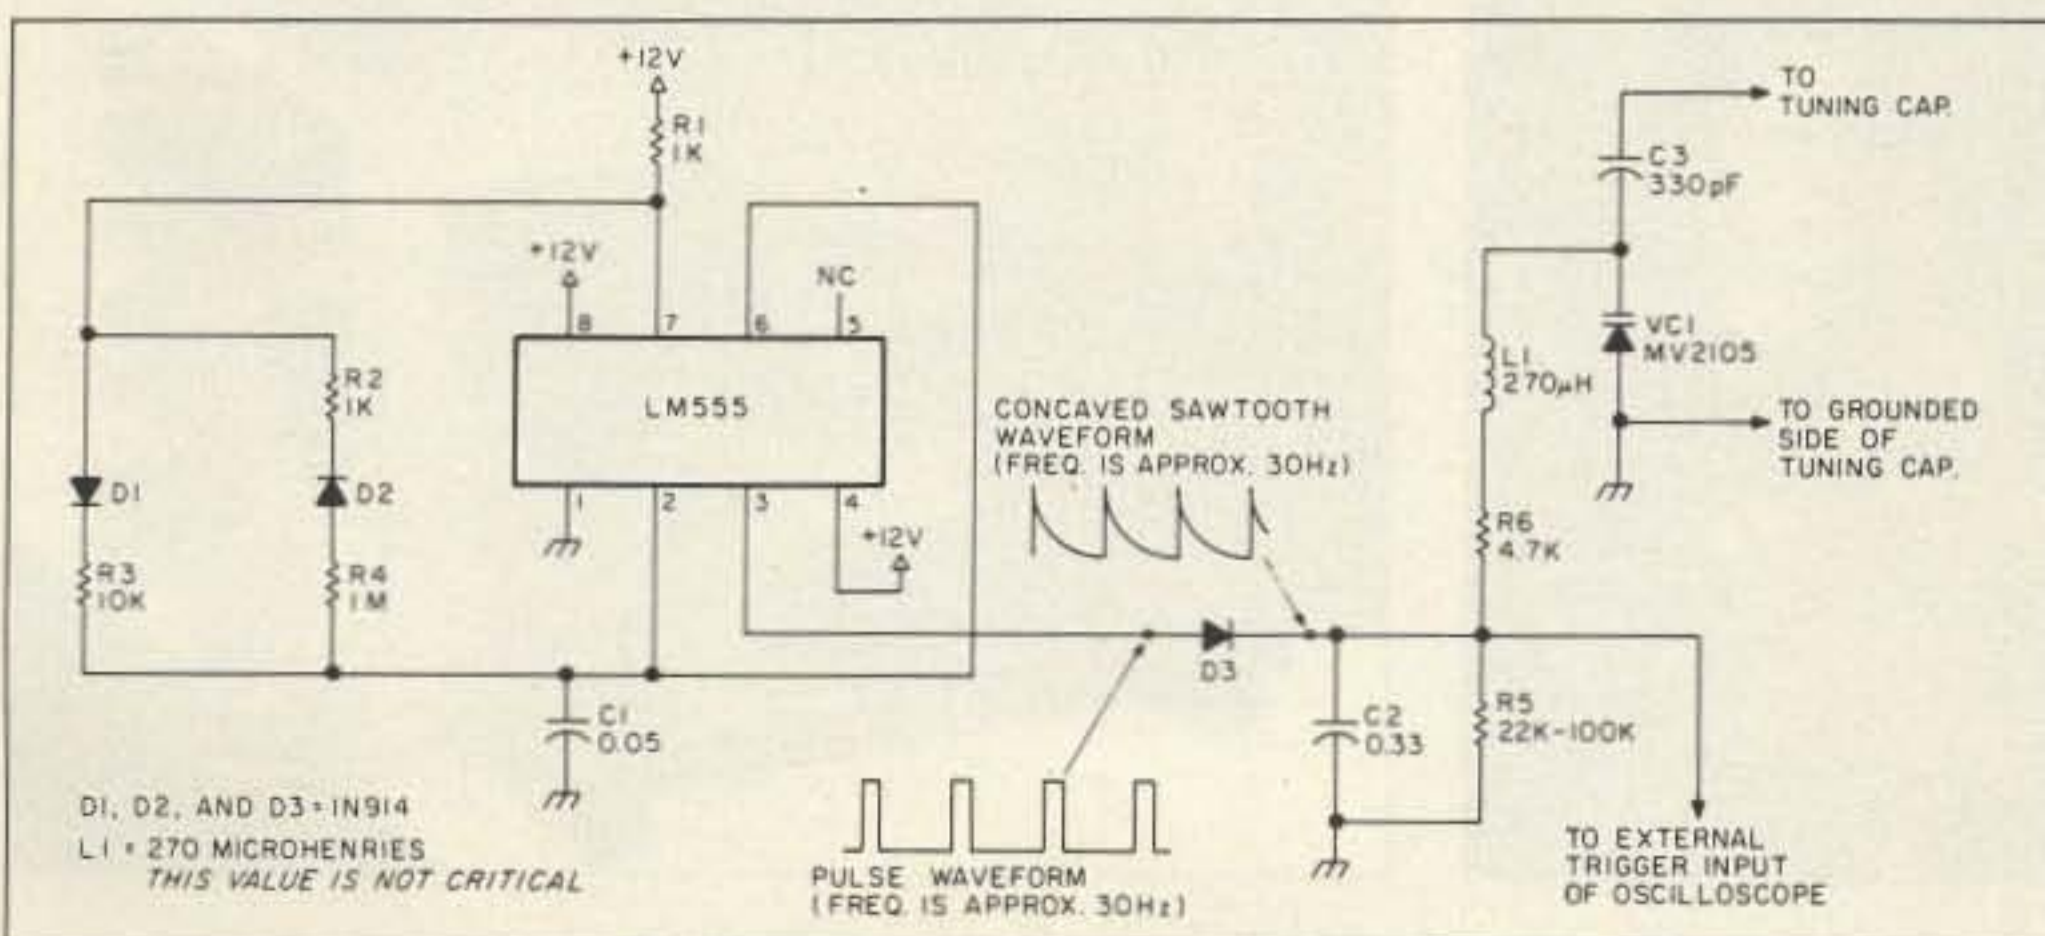 +12V
R1
1K
+12V
NC
8
7
6
5
LM555
1
2
3
4
+12V
R2
1K
D1
D2
R3
10K
R4
1M
C1
0.05
D1, D2, AND D3 = 1N914
L1 = 270 MICROHENRIES
THIS VALUE IS NOT CRITICAL
CONCAVED SAWTOOTH
WAVEFORM
(FREQ. IS APPROX. 30Hz)
D3
PULSE WAVEFORM
(FREQ. IS APPROX. 30Hz)
C2
0.33
R5
22K-100K
R6
4.7K
L1
270µH
TO
TUNING CAP.
C3
330pF
VC1
MV2105
TO GROUNDED
SIDE OF
TUNING CAP.
TO EXTERNAL
TRIGGER INPUT
OF OSCILLOSCOPE